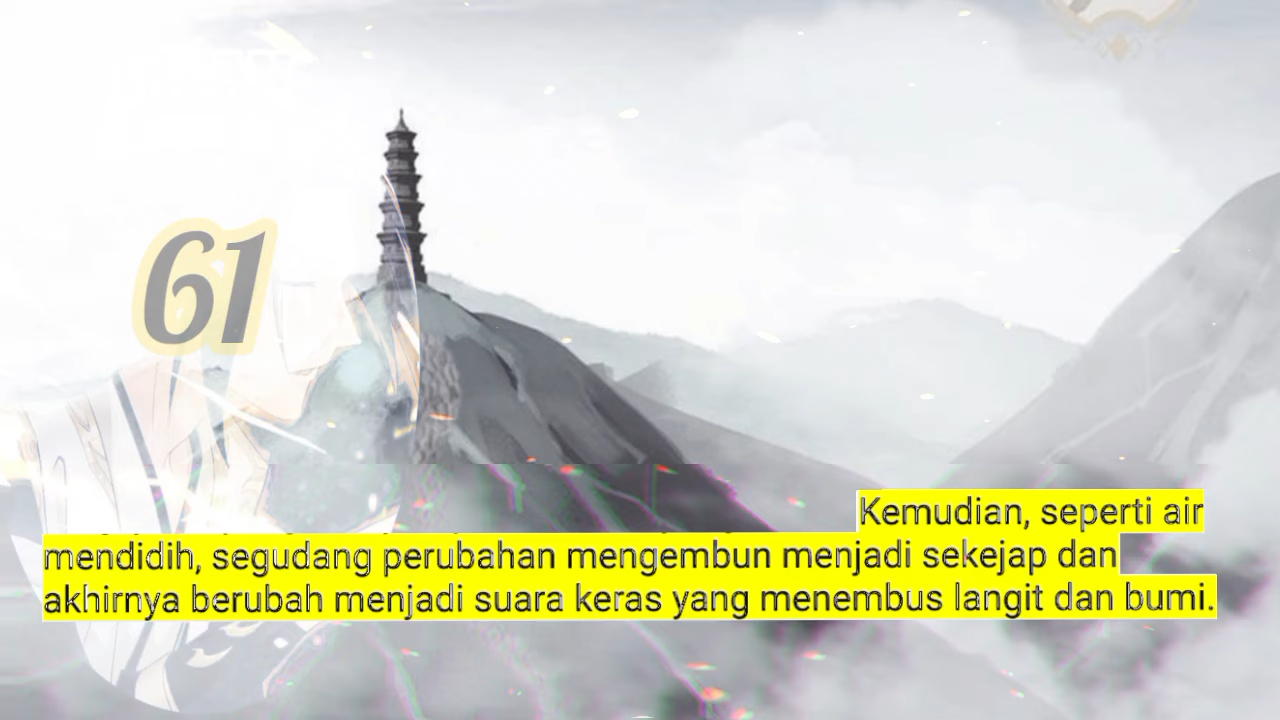 61
Kemudian, seperti air
mendidih, segudang perubahan mengembun menjadi sekejap dan
akhirnya berubah menjadi suara keras yang menembus langit dan bumi.